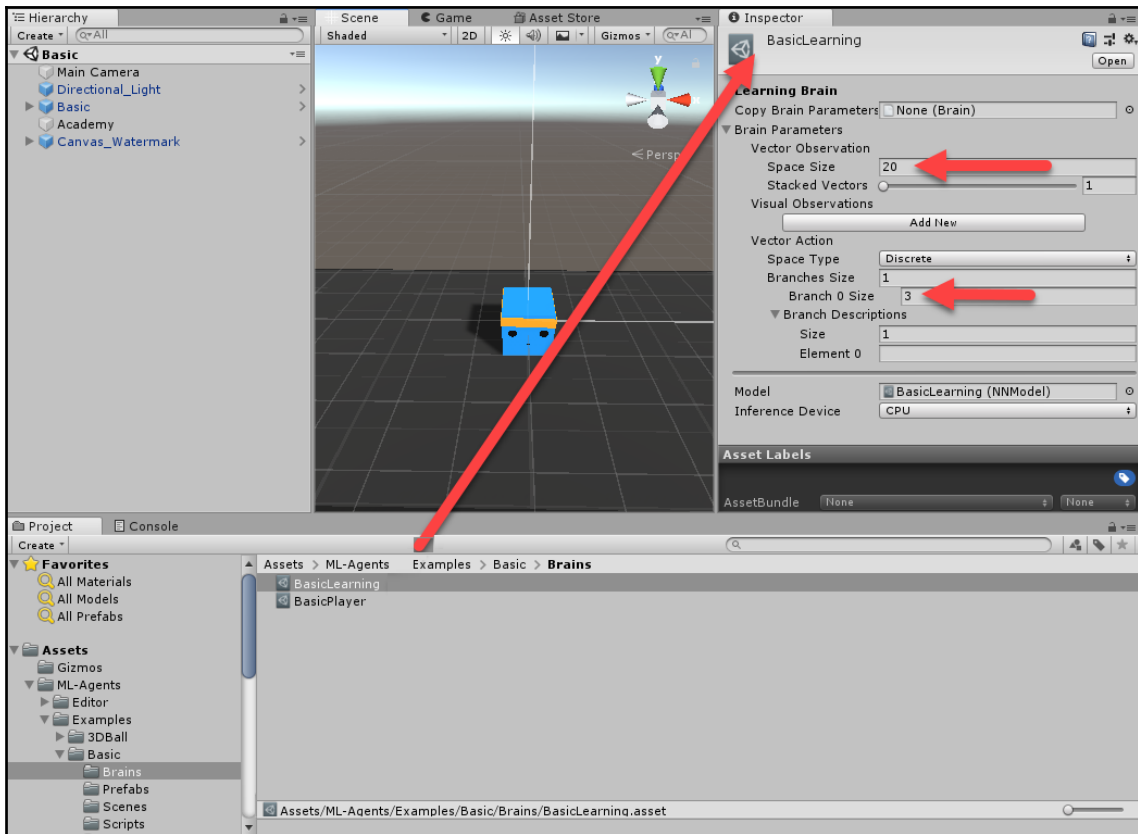 Hierarchy
Create All
Basic
Main Camera
Directional_Light
Basic
Academy
Canvas_Watermark
Scene Game Asset Store
Shaded 2D Gizmos All
y
Persp
Inspector
BasicLearning
Open
Learning Brain
Copy Brain Parameters None (Brain)
Brain Parameters
Vector Observation
Space Size 20
Stacked Vectors 1
Visual Observations
Add New
Vector Action
Space Type Discrete
Branches Size 1
Branch 0 Size 3
Branch Descriptions
Size 1
Element 0
Model BasicLearning (NNModel)
Inference Device CPU
Asset Labels
AssetBundle None None
Project Console
Create
Favorites
All Materials
All Models
All Prefabs
Assets
Gizmos
ML-Agents
Editor
Examples
3DBall
Basic
Brains
Prefabs
Scenes
Scripts
Assets > ML-Agents Examples > Basic > Brains
BasicLearning
BasicPlayer
Assets/ML-Agents/Examples/Basic/Brains/BasicLearning.asset